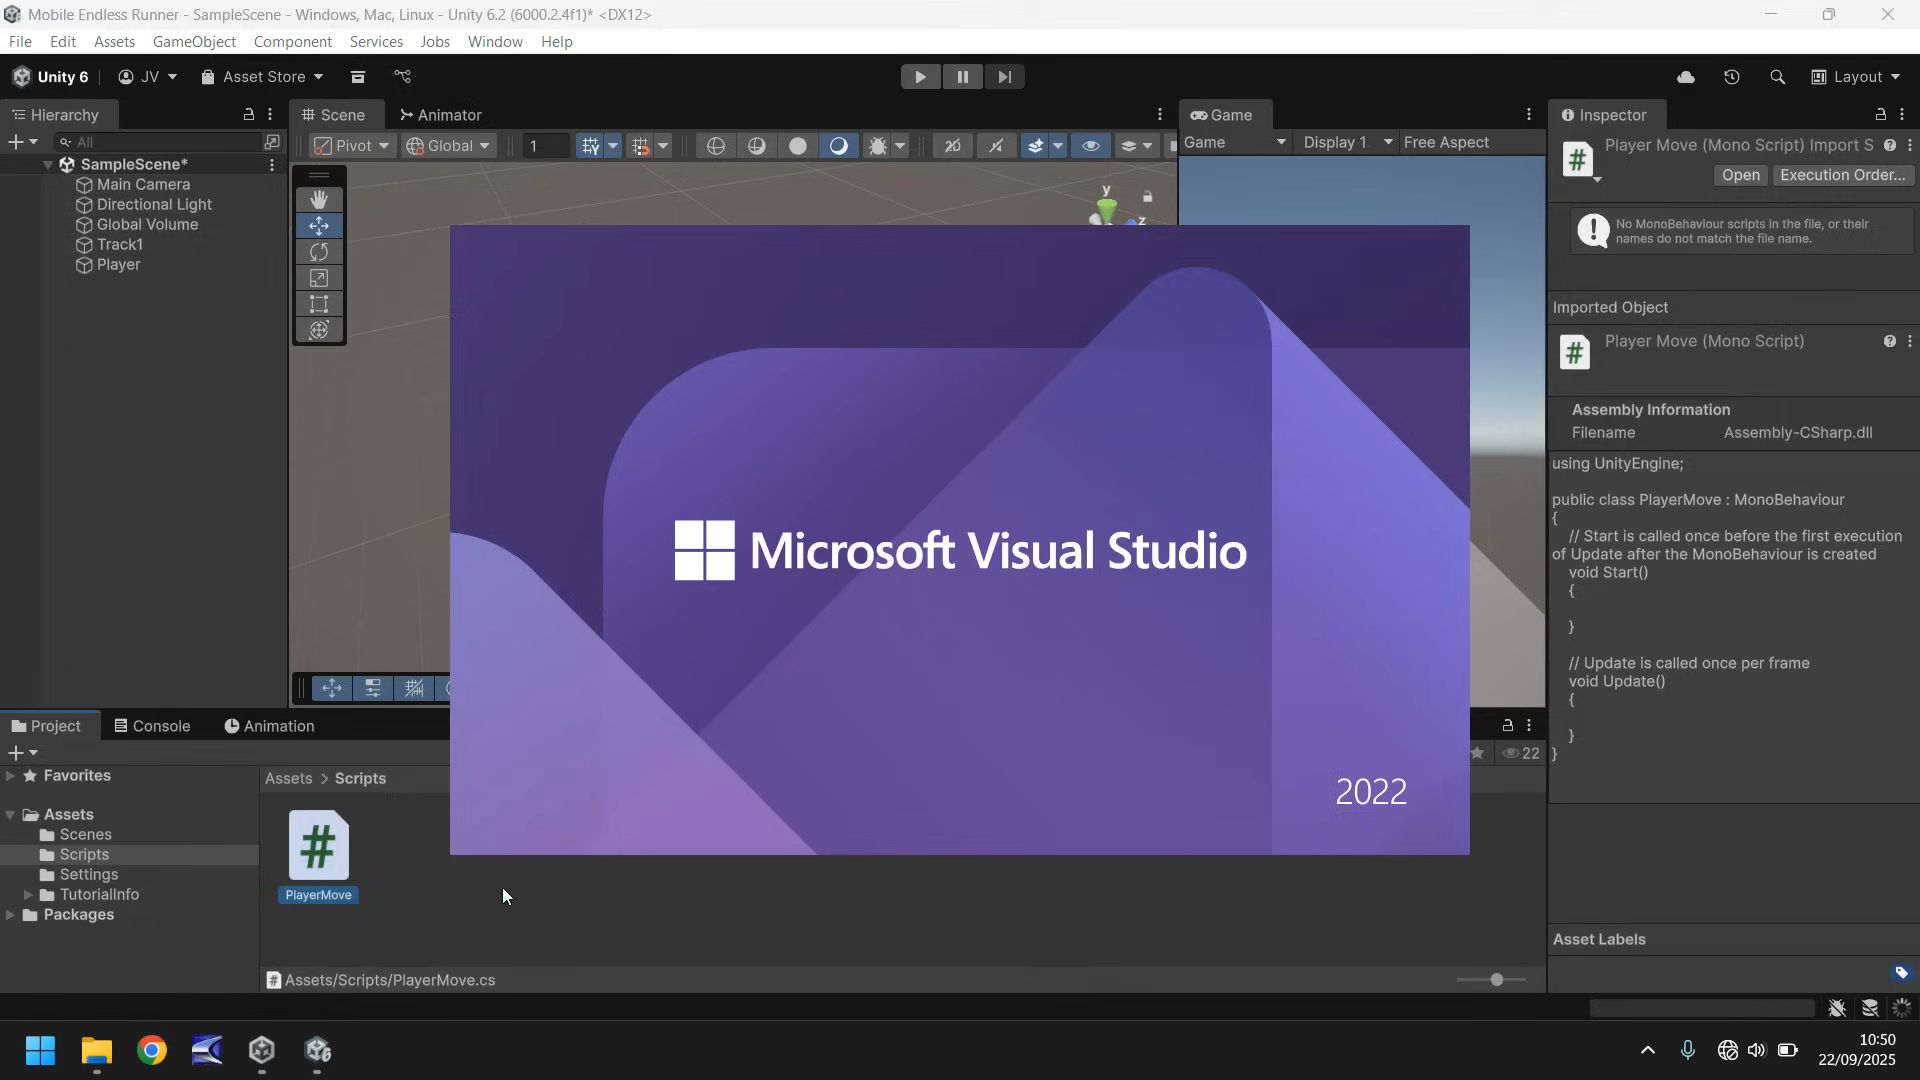 Mobile Endless Runner - SampleScene - Windows, Mac, Linux - Unity 6.2 (6000.2.4f1)* <DX12>
File Edit Assets GameObject Component Services Jobs Window Help
Unity 6 JV Asset Store Layout
Hierarchy
Scene Animator
Game
Inspector
All
Pivot Global 1 2D
Game Display 1 Free Aspect
Player Move (Mono Script) Import S
Open Execution Order...
SampleScene*
Main Camera
Directional Light
Global Volume
Track1
Player
y
z
No MonoBehaviour scripts in the file, or their
names do not match the file name.
Imported Object
Player Move (Mono Script)
Assembly Information
Filename Assembly-CSharp.dll
using UnityEngine;
public class PlayerMove : MonoBehaviour
{
// Start is called once before the first execution
of Update after the MonoBehaviour is created
void Start()
{
}
// Update is called once per frame
void Update()
{
}
}
Microsoft Visual Studio
2022
Project Console Animation
22
Favorites
Assets
Scenes
Scripts
Settings
TutorialInfo
Packages
Assets > Scripts
#
PlayerMove
Assets/Scripts/PlayerMove.cs
Asset Labels
10:50
22/09/2025